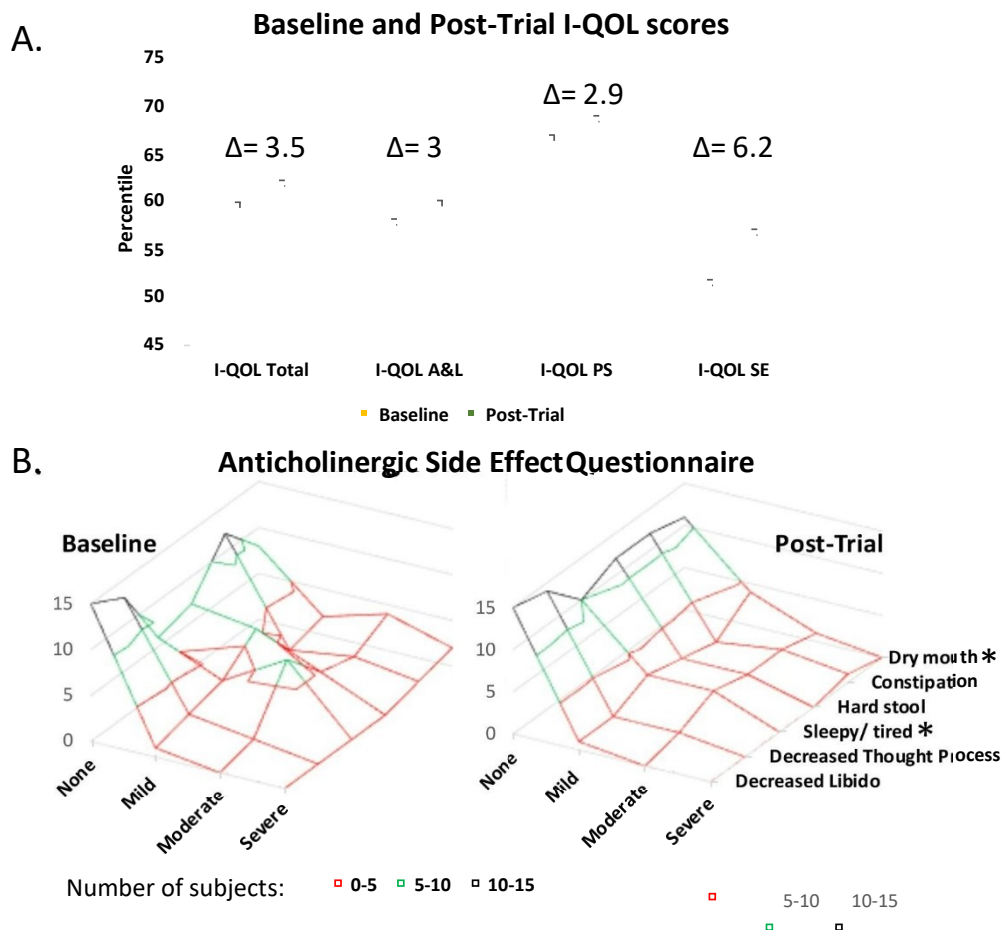 A.
Baseline and Post-Trial I-QOL scores
75
70
65
60
55
50
45
Percentile
Δ= 3.5
Δ= 3
Δ= 2.9
Δ= 6.2
I-QOL Total
I-QOL A&L
I-QOL PS
I-QOL SE
Baseline
Post-Trial
B.
Anticholinergic Side Effect Questionnaire
Baseline
15
10
5
0
None
Mild
Moderate
Severe
Post-Trial
15
10
5
0
None
Mild
Moderate
Severe
Dry mouth *
Constipation
Hard stool
Sleepy/ tired *
Decreased Thought Process
Decreased Libido
Number of subjects:
0-5
5-10
10-15
5-10
10-15